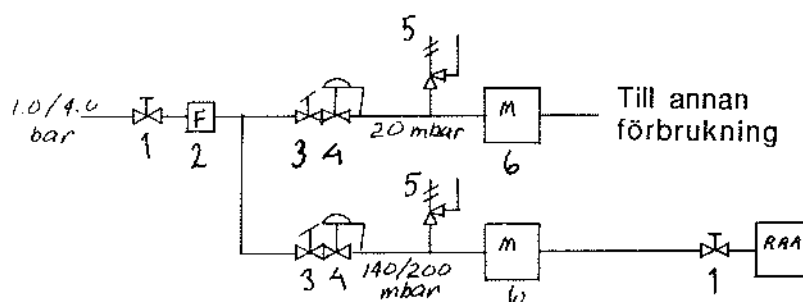 5
1.0/4.0
bar
1
F
2
3 4
20 mbar
M
6
Till annan
förbrukning
5
3 4
140/200
mbar
M
6
1
RAA